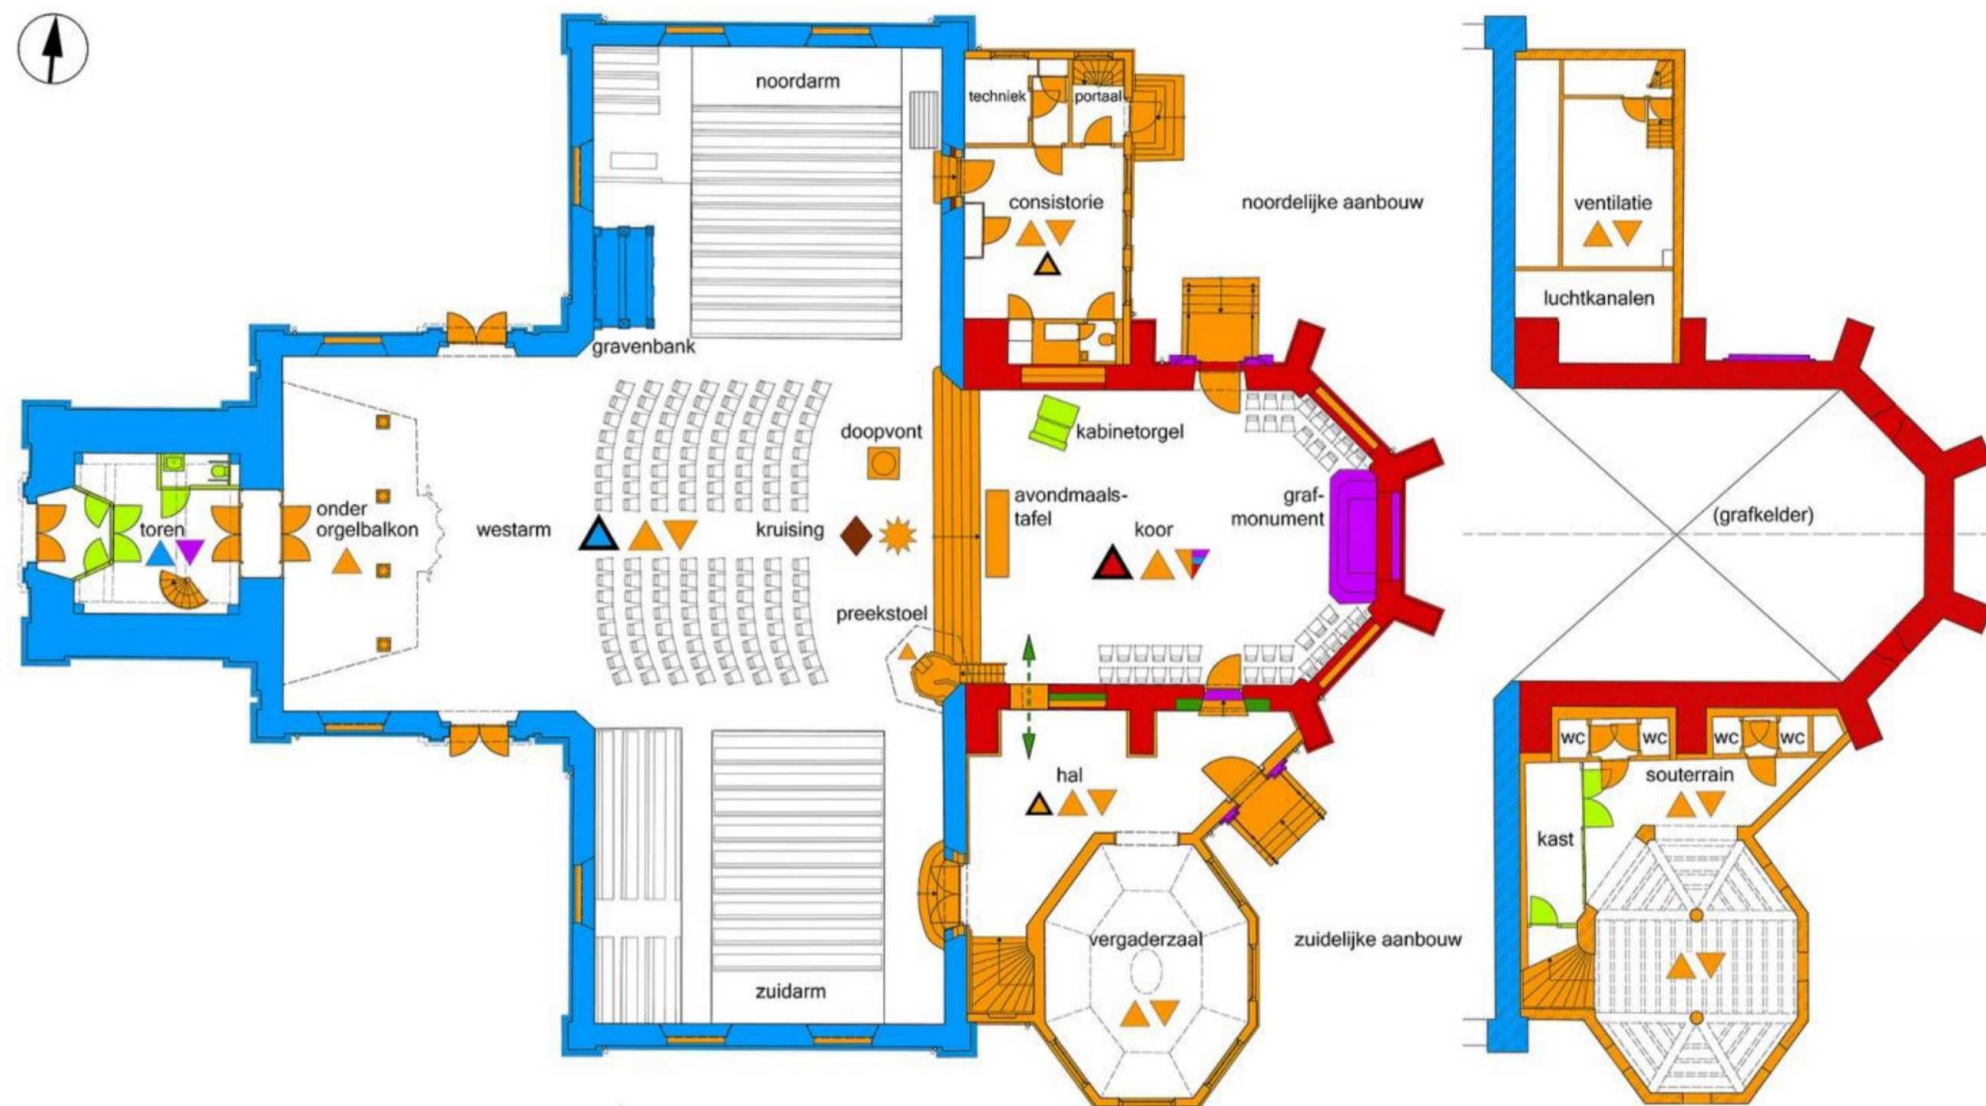 noordarm
techniek
portaal
consistorie
noordelijke aanbouw
ventilatie
luchtkanalen
gravenbank
doopvont
kabinetorgel
toren
onder
orgelbalkon
westarm
kruising
avondmaals-
tafel
koor
graf-
monument
(grafkelder)
preekstoel
hal
wc
wc
wc
wc
souterrain
kast
vergaderzaal
zuidelijke aanbouw
zuidarm